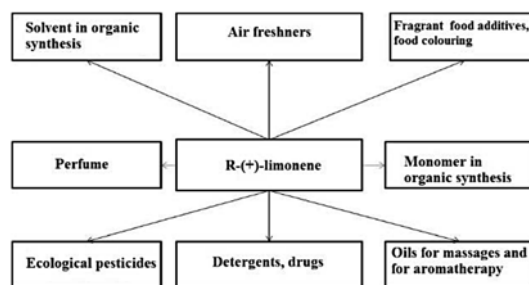 Solvent in organic
synthesis
Air freshners
Fragrant food additives,
food colouring
Perfume
R-(+)-limonene
Monomer in
organic synthesis
Ecological pesticides
Detergents, drugs
Oils for massages and
for aromatherapy